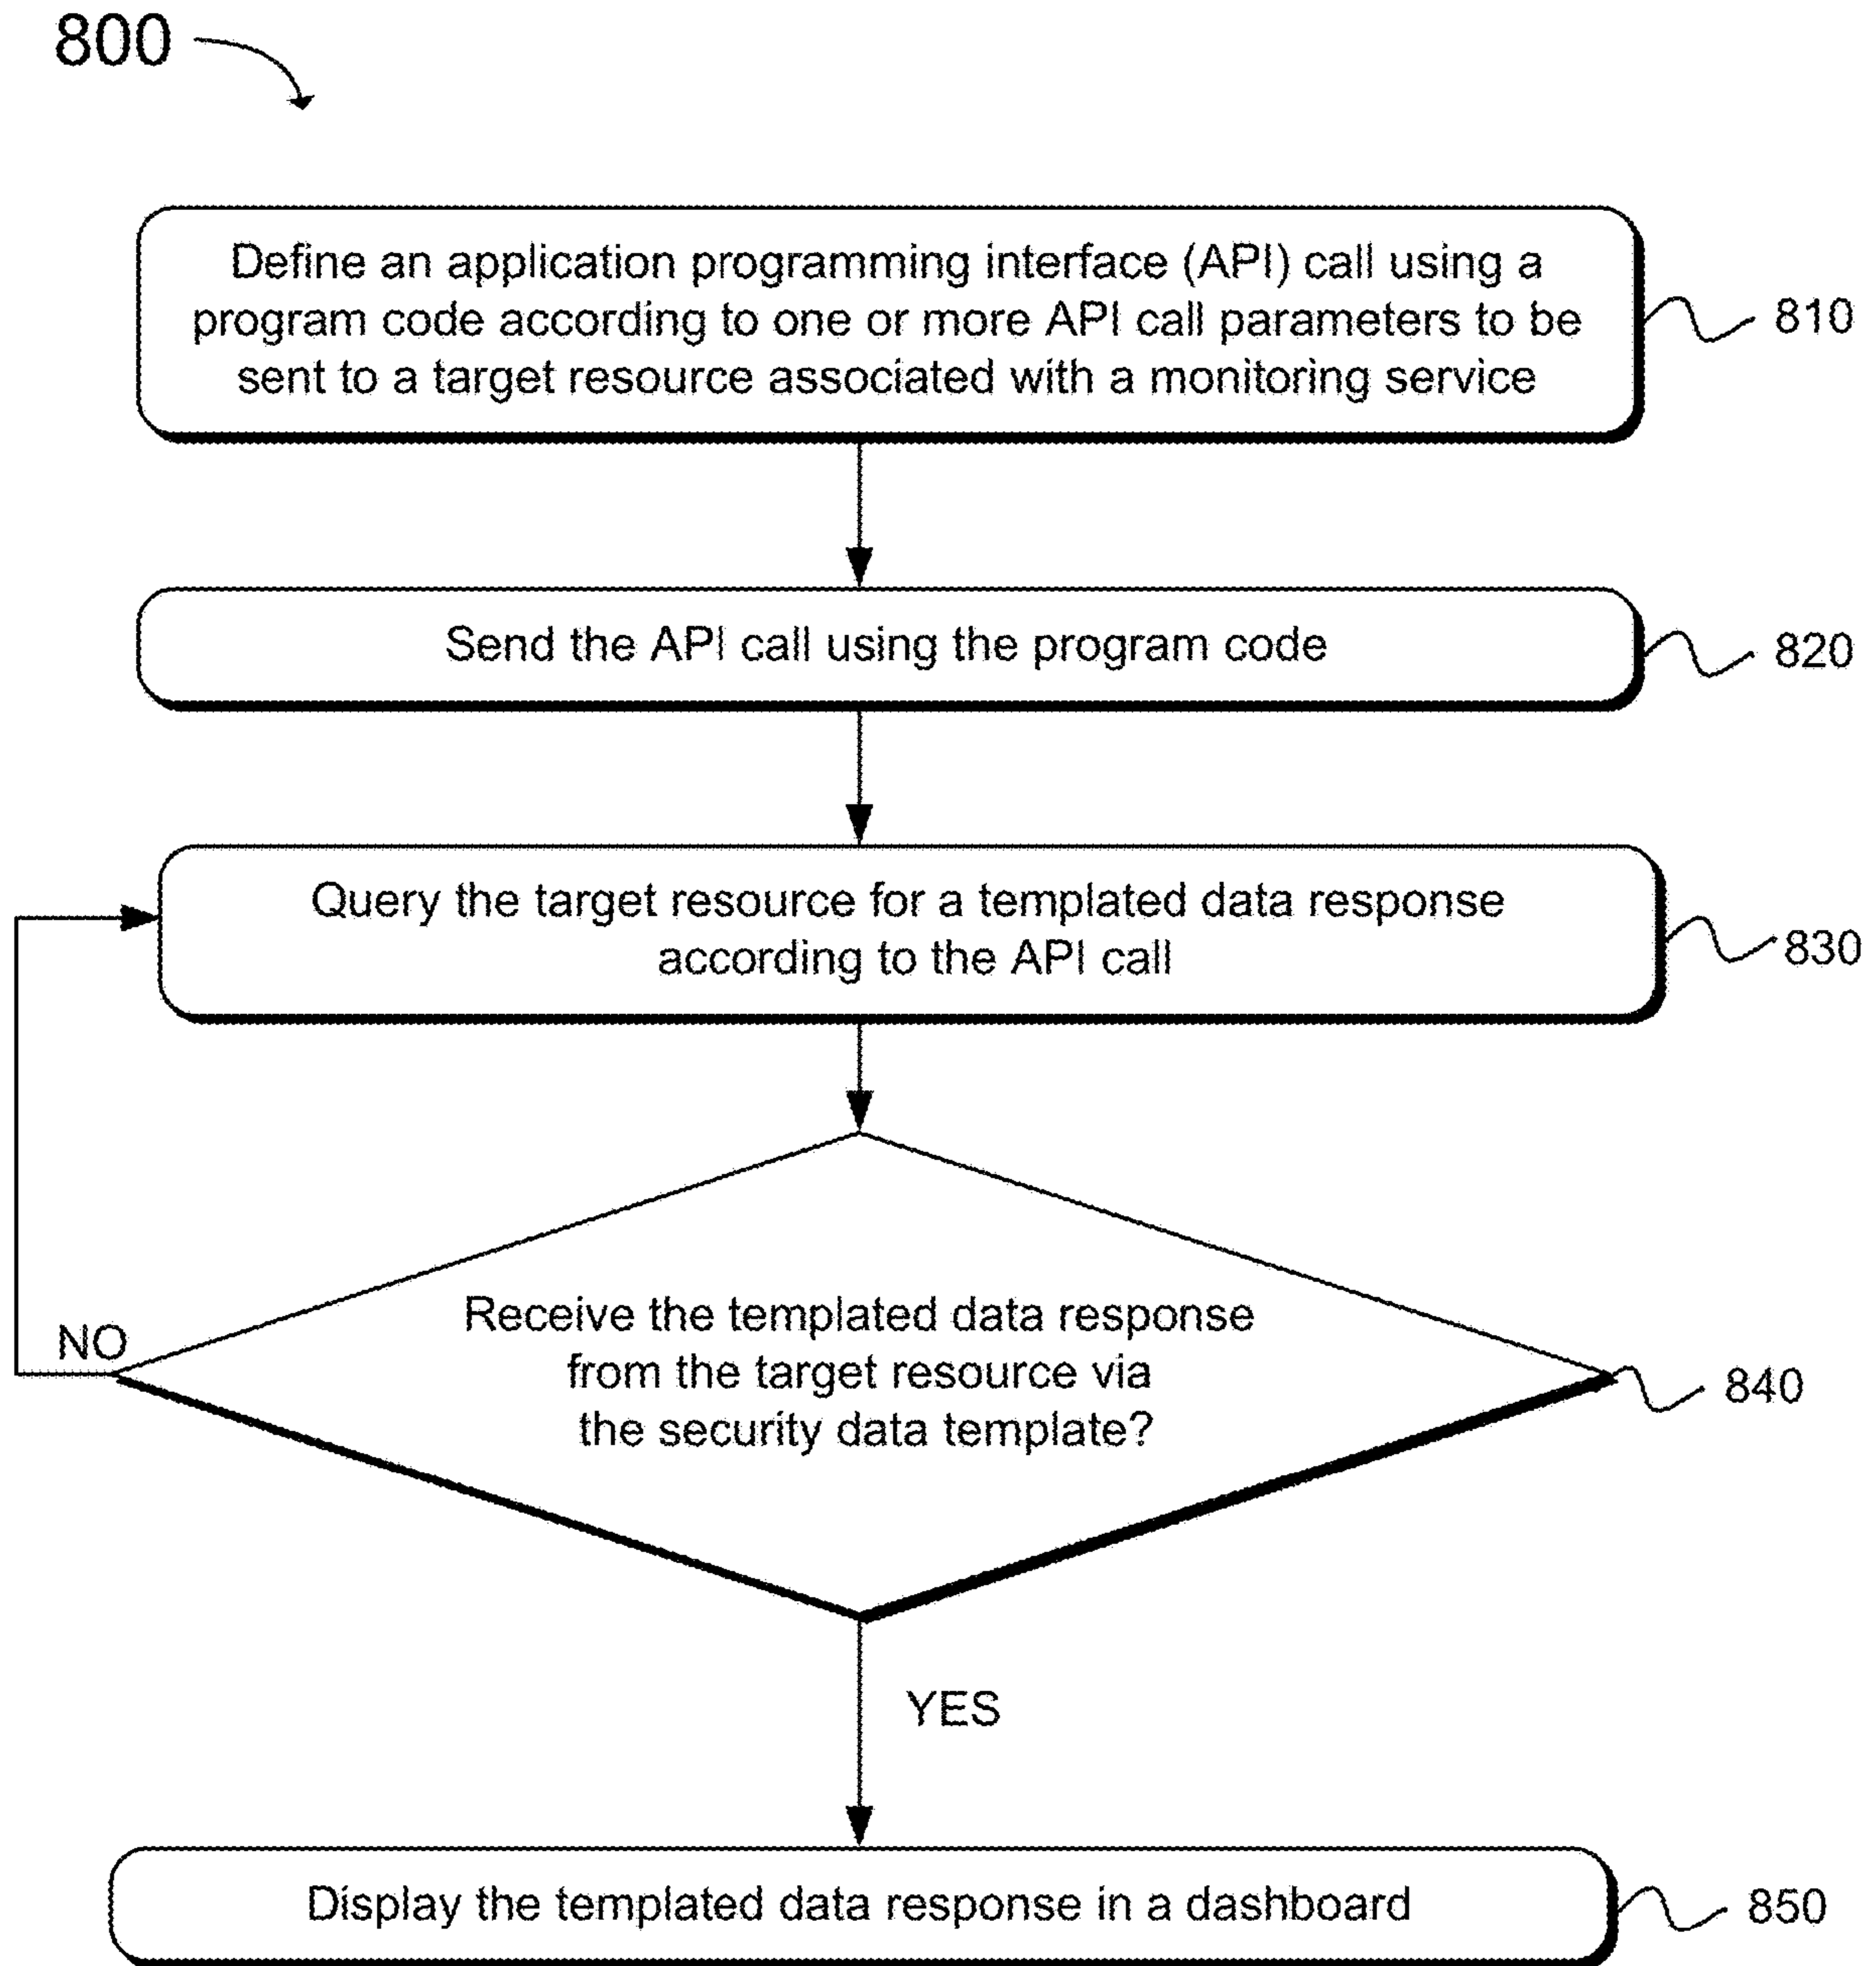 800
Define an application programming interface (API) call using a
program code according to one or more API call parameters to be
sent to a target resource associated with a monitoring service
810
Send the API call using the program code
820
Query the target resource for a templated data response
according to the API call
830
Receive the templated data response
from the target resource via
the security data template?
840
NO
YES
Display the templated data response in a dashboard
850